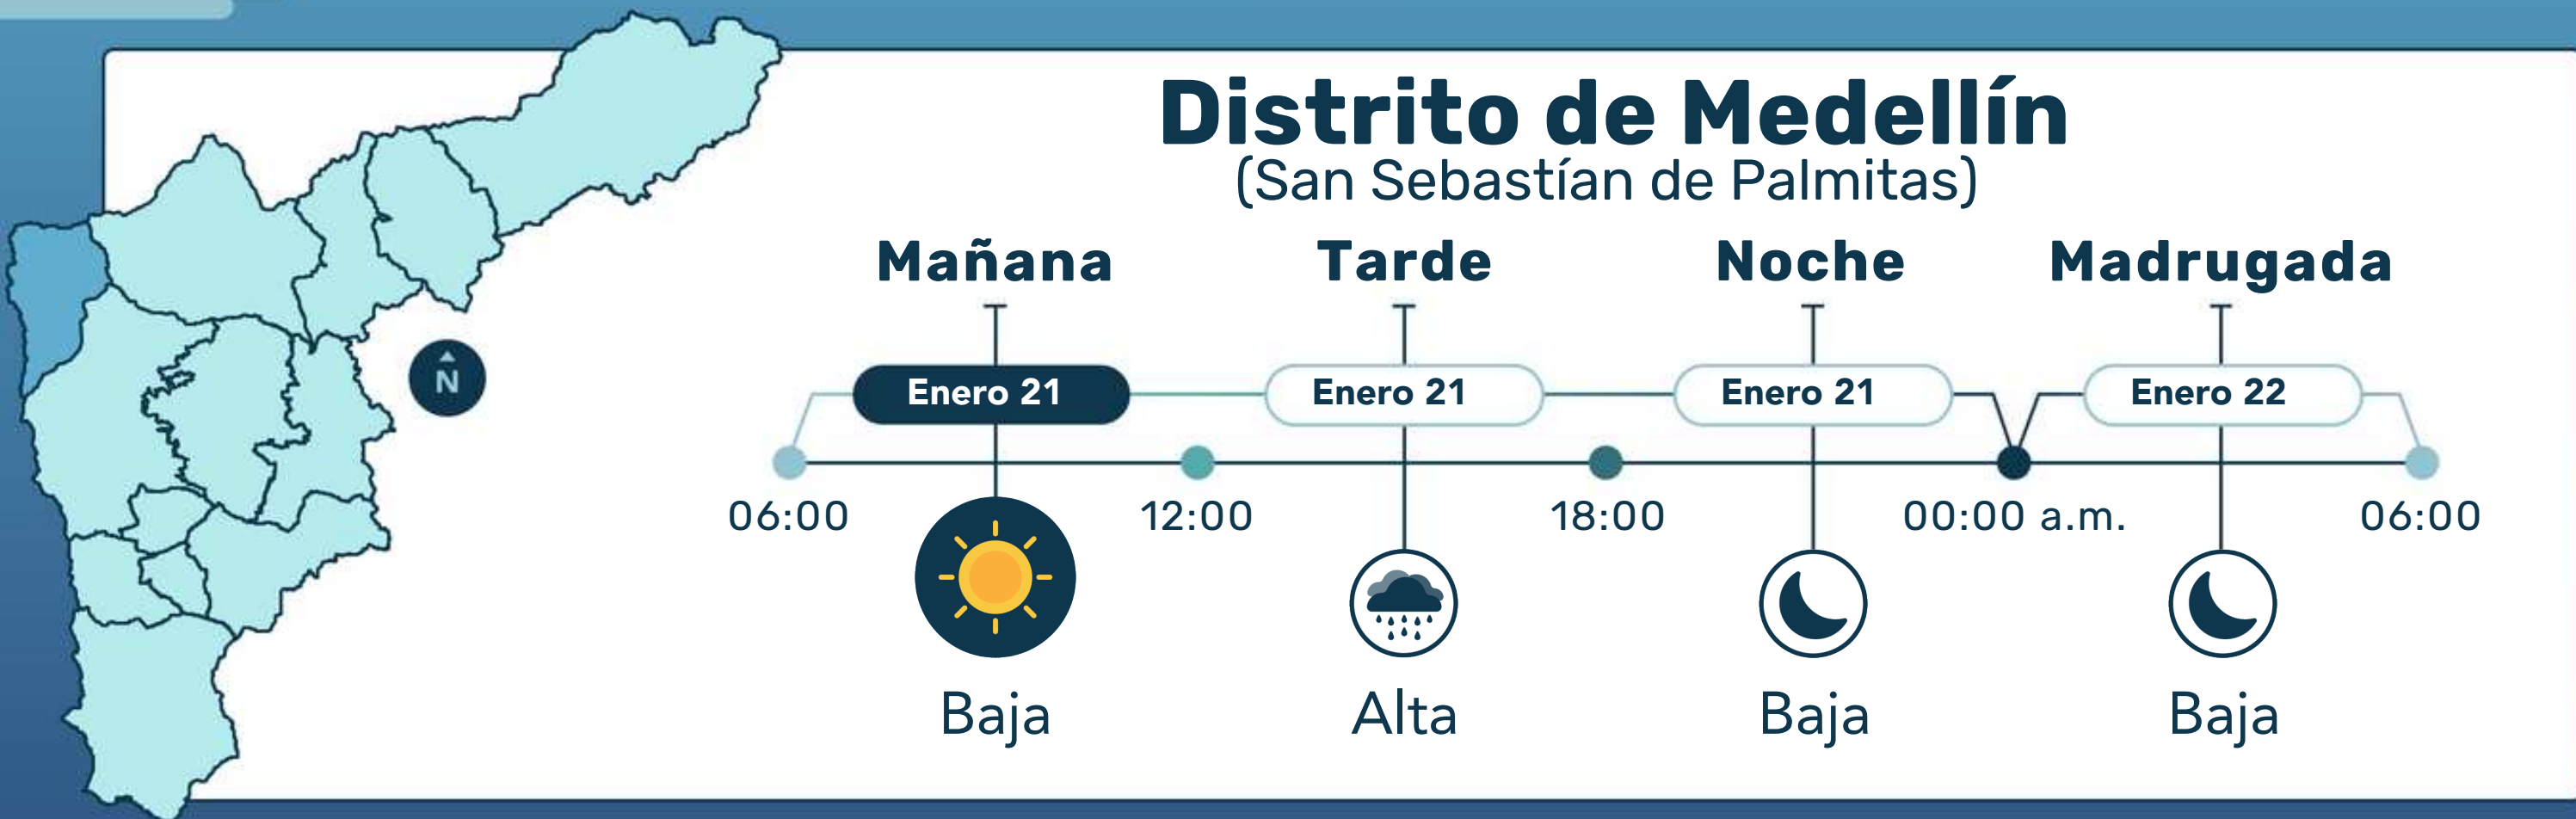 Distrito de Medellín
(San Sebastían de Palmitas)
Mañana Tarde Noche Madrugada
Enero 21 Enero 21 Enero 21 Enero 22
N
06:00 12:00 18:00 00:00 a.m. 06:00
Baja Alta Baja Baja